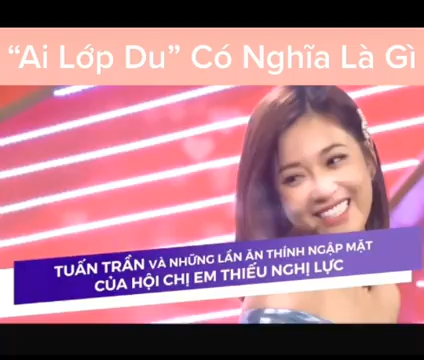 “Ai Lớp Du” Có Nghĩa Là Gì
TUẤN TRẦN VÀ NHỮNG LẦN ĂN THÍNH NGẬP MẶT
CỦA HỘI CHỊ EM THIẾU NGHỊ LỰC